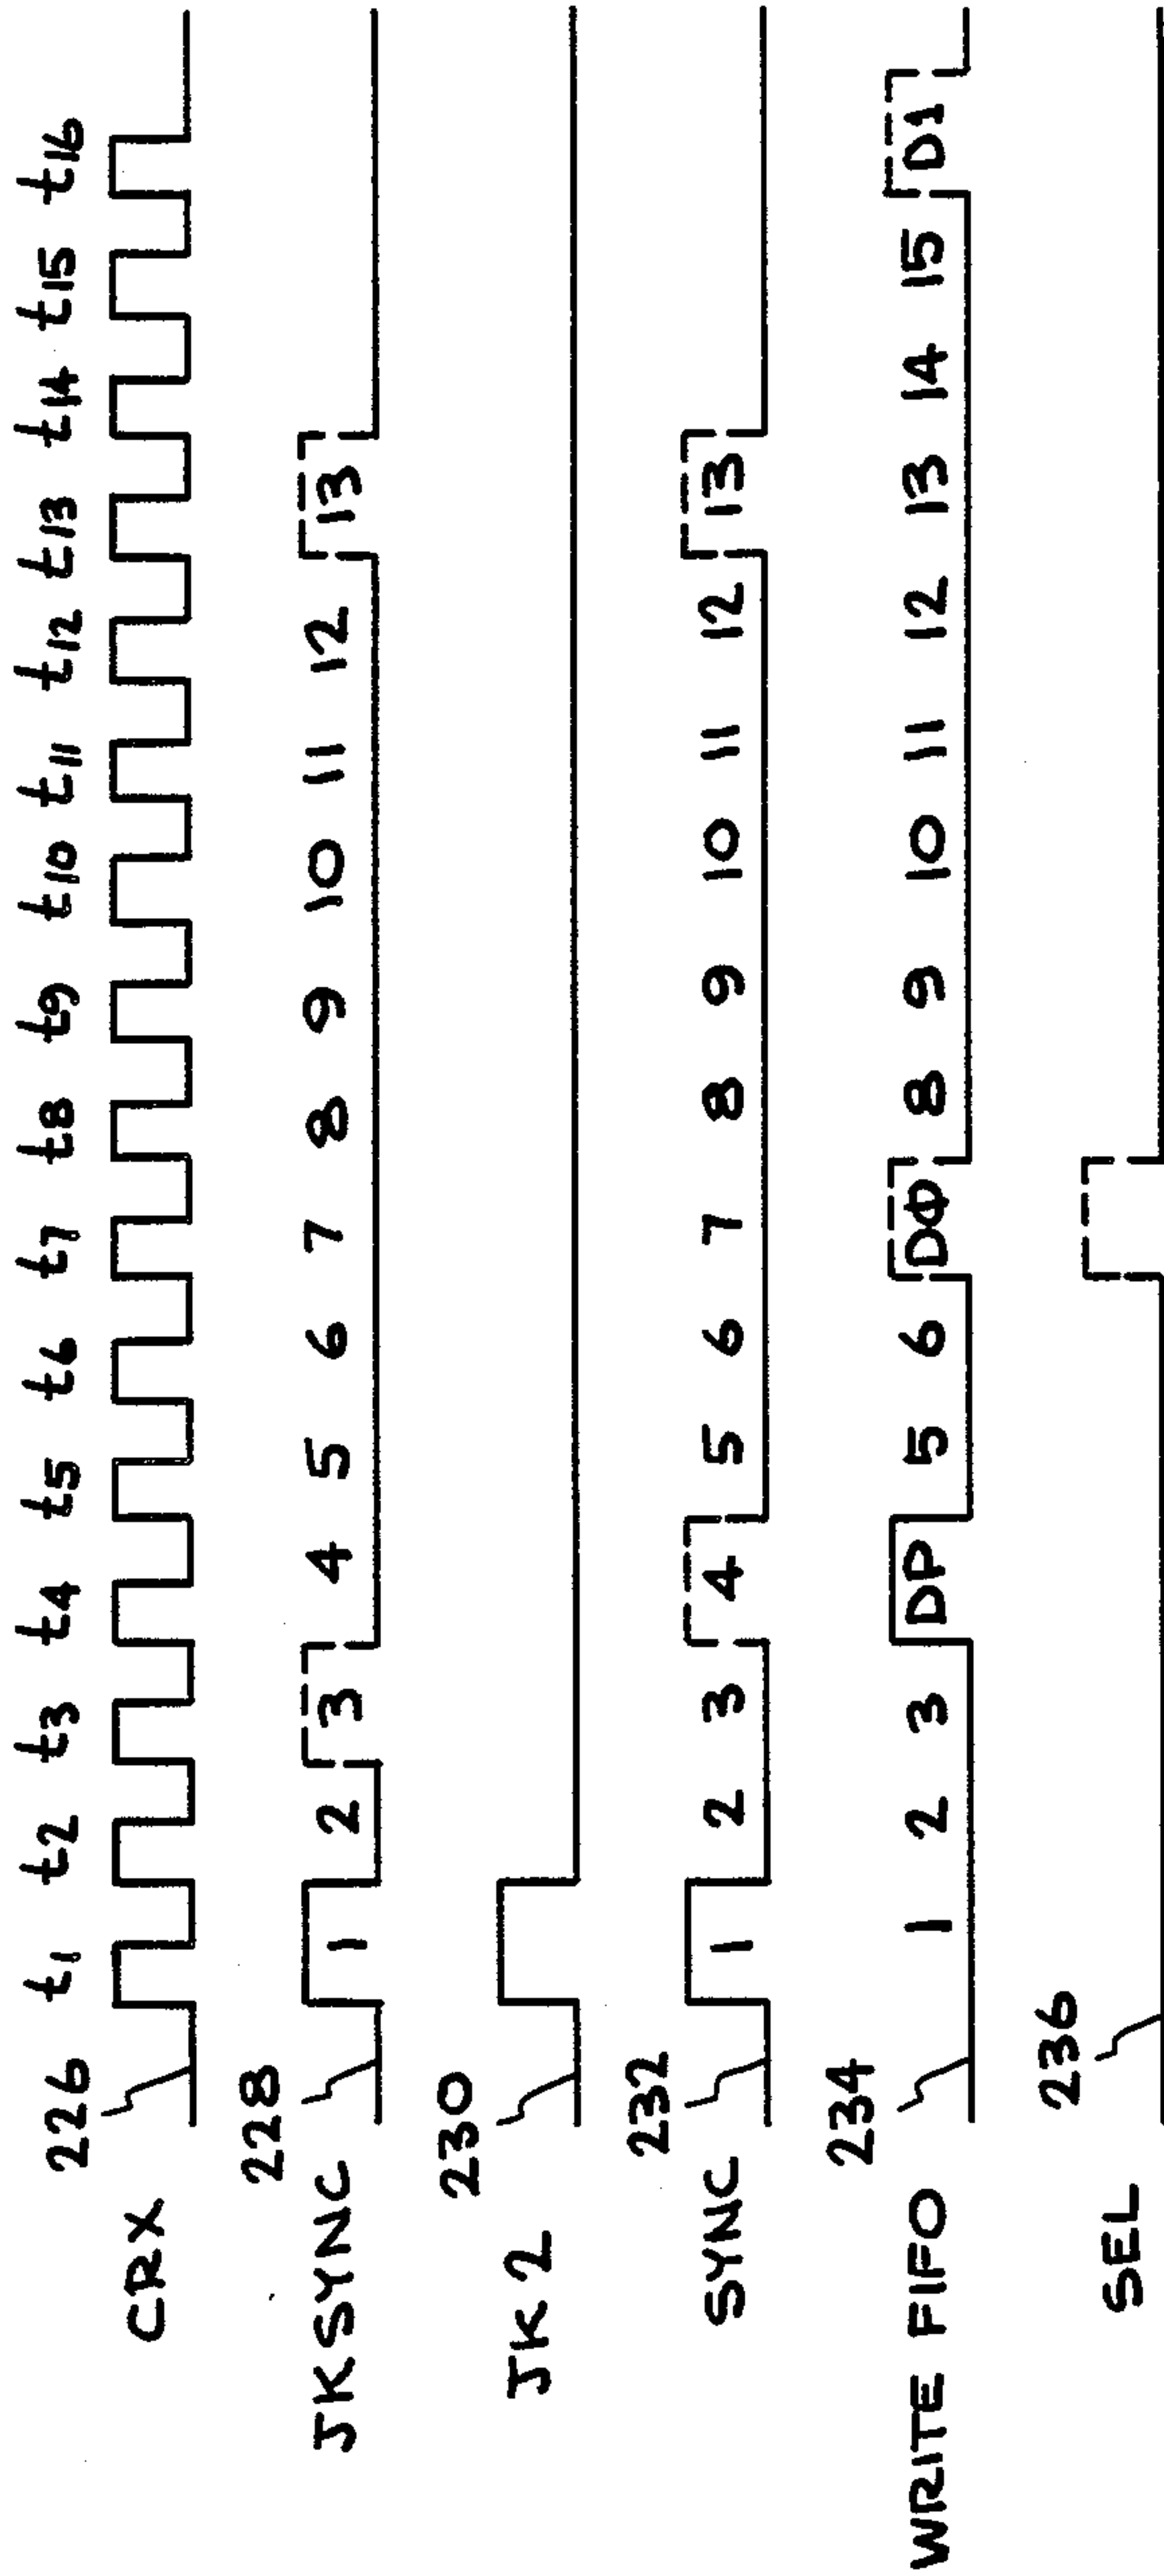 t1 t2 t3 t4 t5 t6 t7 t8 t9 t10 t11 t12 t13 t14 t15 t16
226
CRX
228
JKSYNC 1 2 3 4 5 6 7 8 9 10 11 12 13
230
JK 2
232
SYNC 1 2 3 4 5 6 7 8 9 10 11 12 13
234
WRITE FIFO 1 2 3 DP 5 6 DΦ 8 9 10 11 12 13 14 15 D1
236
SEL